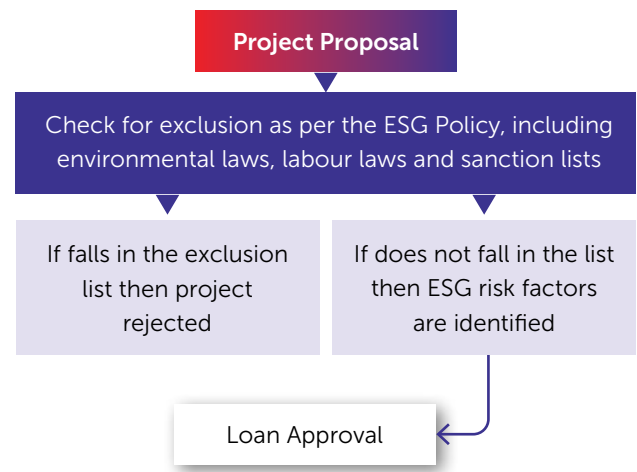 Project Proposal
Check for exclusion as per the ESG Policy, including
environmental laws, labour laws and sanction lists
If falls in the exclusion
list then project
rejected
If does not fall in the list
then ESG risk factors
are identified
Loan Approval